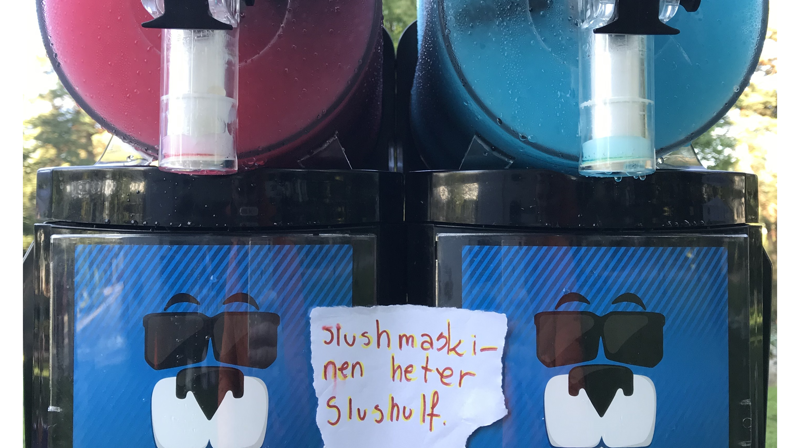 Slushmaski-
nen heter
Slushulf.